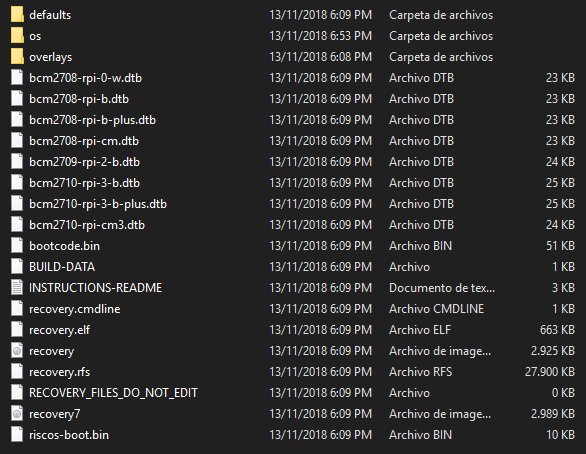 defaults 13/11/2018 6:09 PM Carpeta de archivos
os 13/11/2018 6:53 PM Carpeta de archivos
overlays 13/11/2018 6:08 PM Carpeta de archivos
bcm2708-rpi-0-w.dtb 13/11/2018 6:09 PM Archivo DTB 23 KB
bcm2708-rpi-b.dtb 13/11/2018 6:09 PM Archivo DTB 23 KB
bcm2708-rpi-b-plus.dtb 13/11/2018 6:09 PM Archivo DTB 23 KB
bcm2708-rpi-cm.dtb 13/11/2018 6:09 PM Archivo DTB 23 KB
bcm2709-rpi-2-b.dtb 13/11/2018 6:09 PM Archivo DTB 24 KB
bcm2710-rpi-3-b.dtb 13/11/2018 6:09 PM Archivo DTB 25 KB
bcm2710-rpi-3-b-plus.dtb 13/11/2018 6:09 PM Archivo DTB 25 KB
bcm2710-rpi-cm3.dtb 13/11/2018 6:09 PM Archivo DTB 24 KB
bootcode.bin 13/11/2018 6:09 PM Archivo BIN 51 KB
BUILD-DATA 13/11/2018 6:09 PM Archivo 1 KB
INSTRUCTIONS-README 13/11/2018 6:09 PM Documento de tex... 3 KB
recovery.cmdline 13/11/2018 6:09 PM Archivo CMDLINE 1 KB
recovery.elf 13/11/2018 6:09 PM Archivo ELF 663 KB
recovery 13/11/2018 6:09 PM Archivo de image... 2.925 KB
recovery.rfs 13/11/2018 6:09 PM Archivo RFS 27.900 KB
RECOVERY_FILES_DO_NOT_EDIT 13/11/2018 6:09 PM Archivo 0 KB
recovery7 13/11/2018 6:09 PM Archivo de image... 2.989 KB
riscos-boot.bin 13/11/2018 6:09 PM Archivo BIN 10 KB